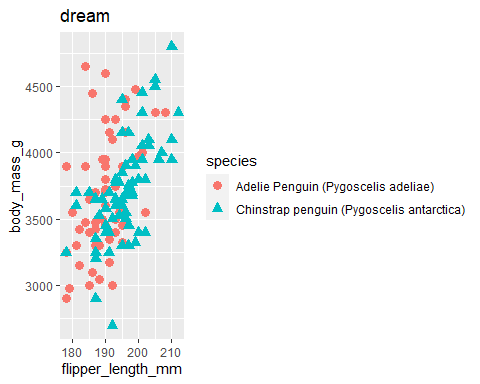 dream
4500
4000
3500
3000
body_mass_g
180 190 200 210
flipper_length_mm
species
Adelie Penguin (Pygoscelis adeliae)
Chinstrap penguin (Pygoscelis antarctica)